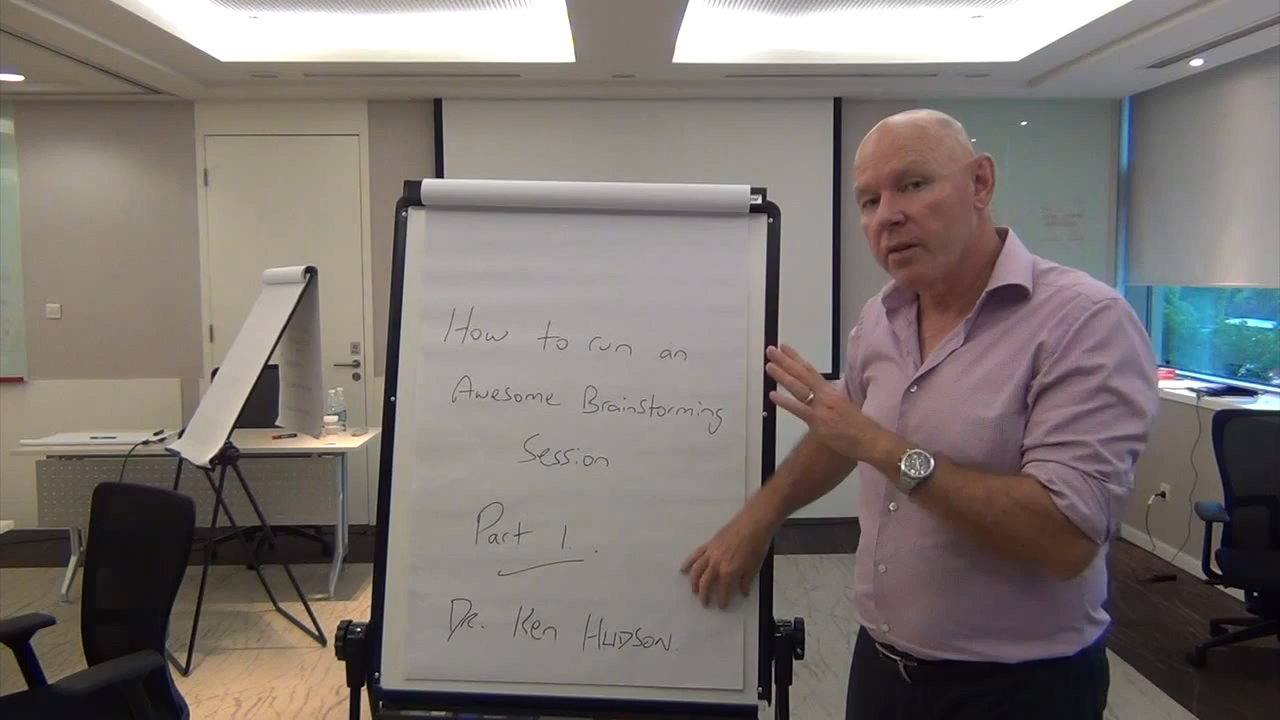 How to run an
Awesome Brainstorming
Session
Part 1.
Dr. Ken HUDSON.